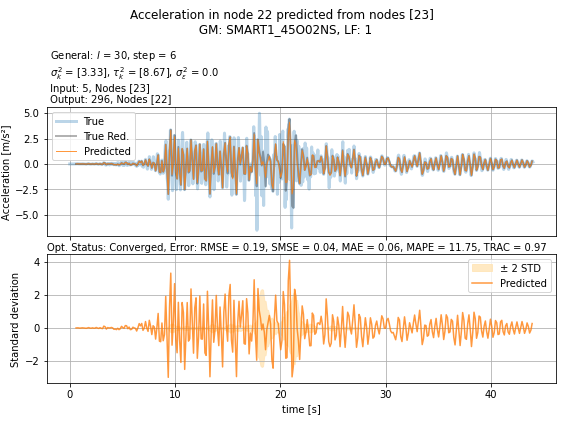 Acceleration in node 22 predicted from nodes [23]
GM: SMART1_45O02NS, LF: 1
General: l = 30, step = 6
σ²ₖ = [3.33], τ²ₖ = [8.67], σ²ε = 0.0
Input: 5, Nodes [23]
Output: 296, Nodes [22]
Acceleration [m/s²]
5.0
2.5
0.0
−2.5
−5.0
True
True Red.
Predicted
Opt. Status: Converged, Error: RMSE = 0.19, SMSE = 0.04, MAE = 0.06, MAPE = 11.75, TRAC = 0.97
Standard deviation
4
2
0
−2
± 2 STD
Predicted
0 10 20 30 40
time [s]